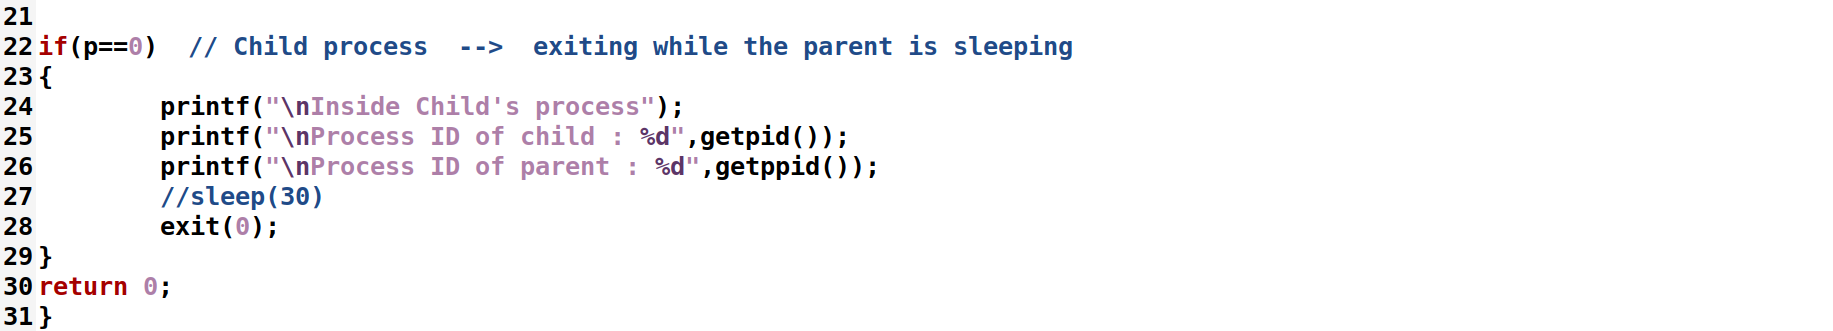 21
22 if(p==0)  // Child process  -->  exiting while the parent is sleeping
23 {
24         printf("\nInside Child's process");
25         printf("\nProcess ID of child : %d",getpid());
26         printf("\nProcess ID of parent : %d",getppid());
27         //sleep(30)
28         exit(0);
29 }
30 return 0;
31 }